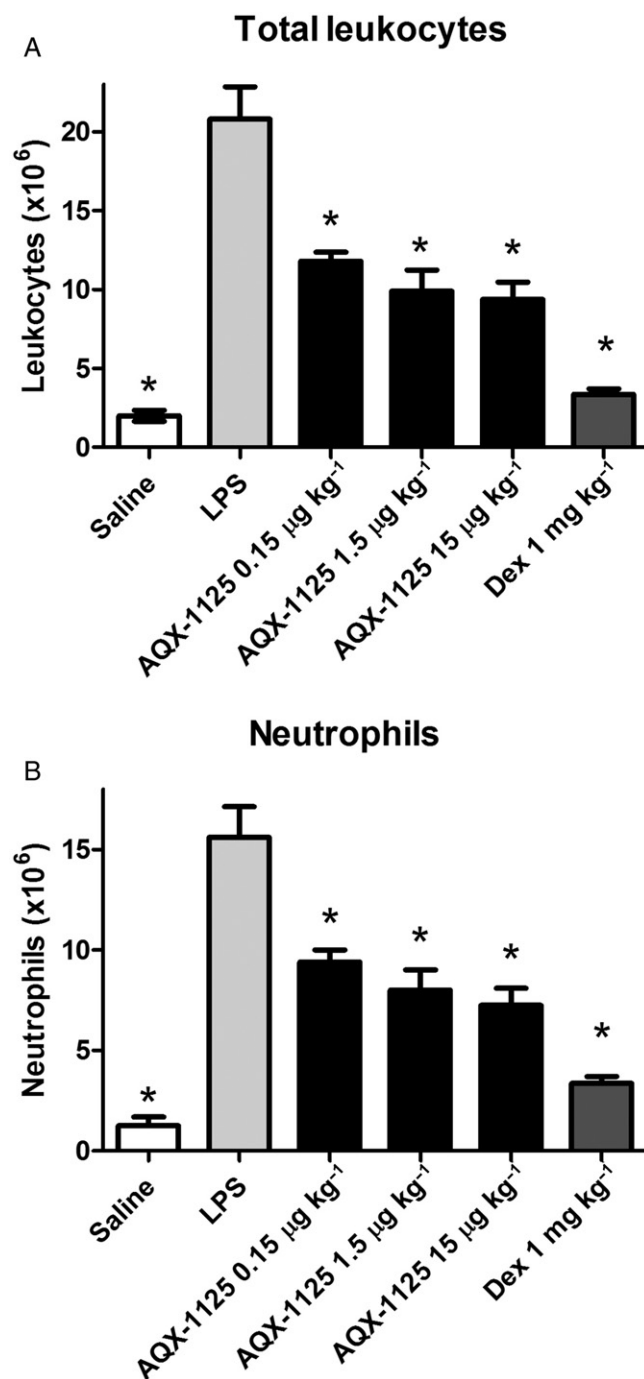 A
Total leukocytes
Leukocytes (x10⁶)
20
15
10
5
0
*
*
*
*
*
Saline
LPS
AQX-1125 0.15 μg kg⁻¹
AQX-1125 1.5 μg kg⁻¹
AQX-1125 15 μg kg⁻¹
Dex 1 mg kg⁻¹
B
Neutrophils
Neutrophils (x10⁶)
15
10
5
0
*
*
*
*
*
Saline
LPS
AQX-1125 0.15 μg kg⁻¹
AQX-1125 1.5 μg kg⁻¹
AQX-1125 15 μg kg⁻¹
Dex 1 mg kg⁻¹